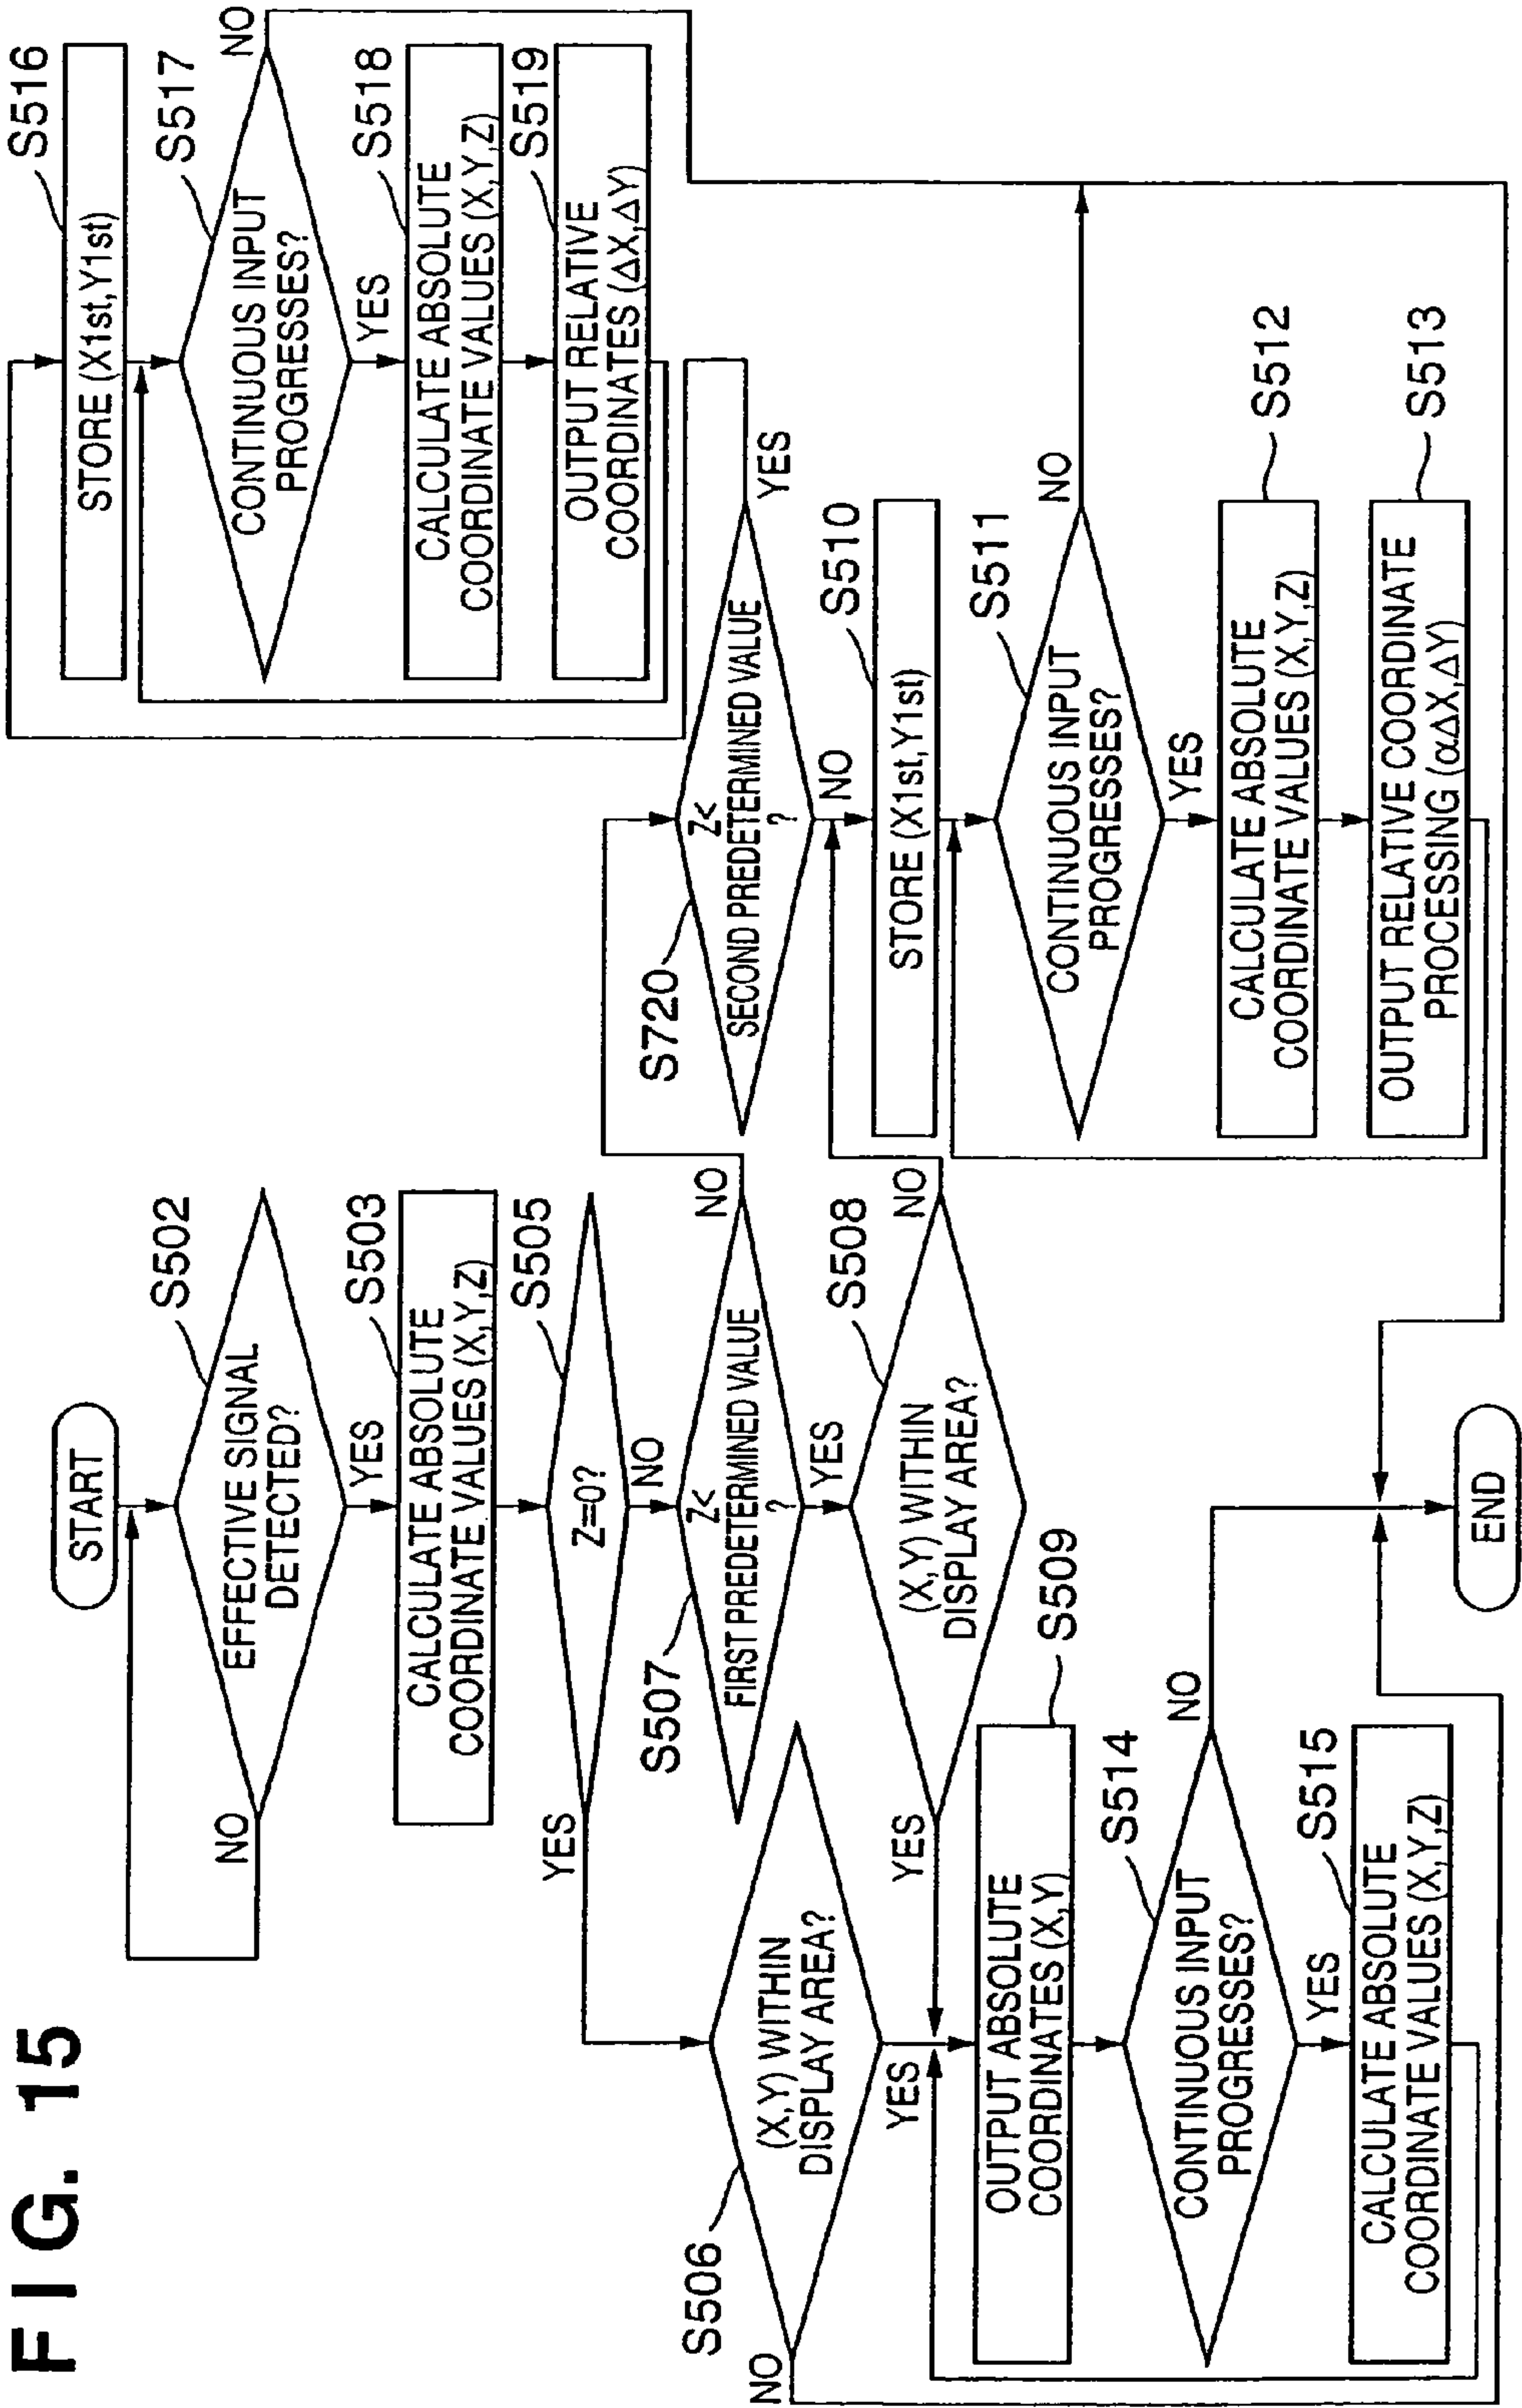 FIG. 15
START
EFFECTIVE SIGNAL
DETECTED?
S502
NO
YES
CALCULATE ABSOLUTE
COORDINATE VALUES (X,Y,Z)
S503
Z=0?
S505
YES
NO
Z<
FIRST PREDETERMINED VALUE
?
S507
NO
YES
(X,Y) WITHIN
DISPLAY AREA?
S508
YES
NO
(X,Y) WITHIN
DISPLAY AREA?
S506
NO
YES
OUTPUT ABSOLUTE
COORDINATES (X,Y)
S509
CONTINUOUS INPUT
PROGRESSES?
S514
NO
YES
CALCULATE ABSOLUTE
COORDINATE VALUES (X,Y,Z)
S515
END
Z<
SECOND PREDETERMINED VALUE
?
S720
YES
NO
STORE (X1st,Y1st)
S510
CONTINUOUS INPUT
PROGRESSES?
S511
NO
YES
CALCULATE ABSOLUTE
COORDINATE VALUES (X,Y,Z)
S512
OUTPUT RELATIVE COORDINATE
PROCESSING (αΔX,ΔY)
S513
STORE (X1st,Y1st)
S516
CONTINUOUS INPUT
PROGRESSES?
S517
NO
YES
CALCULATE ABSOLUTE
COORDINATE VALUES (X,Y,Z)
S518
OUTPUT RELATIVE
COORDINATES (ΔX,ΔY)
S519